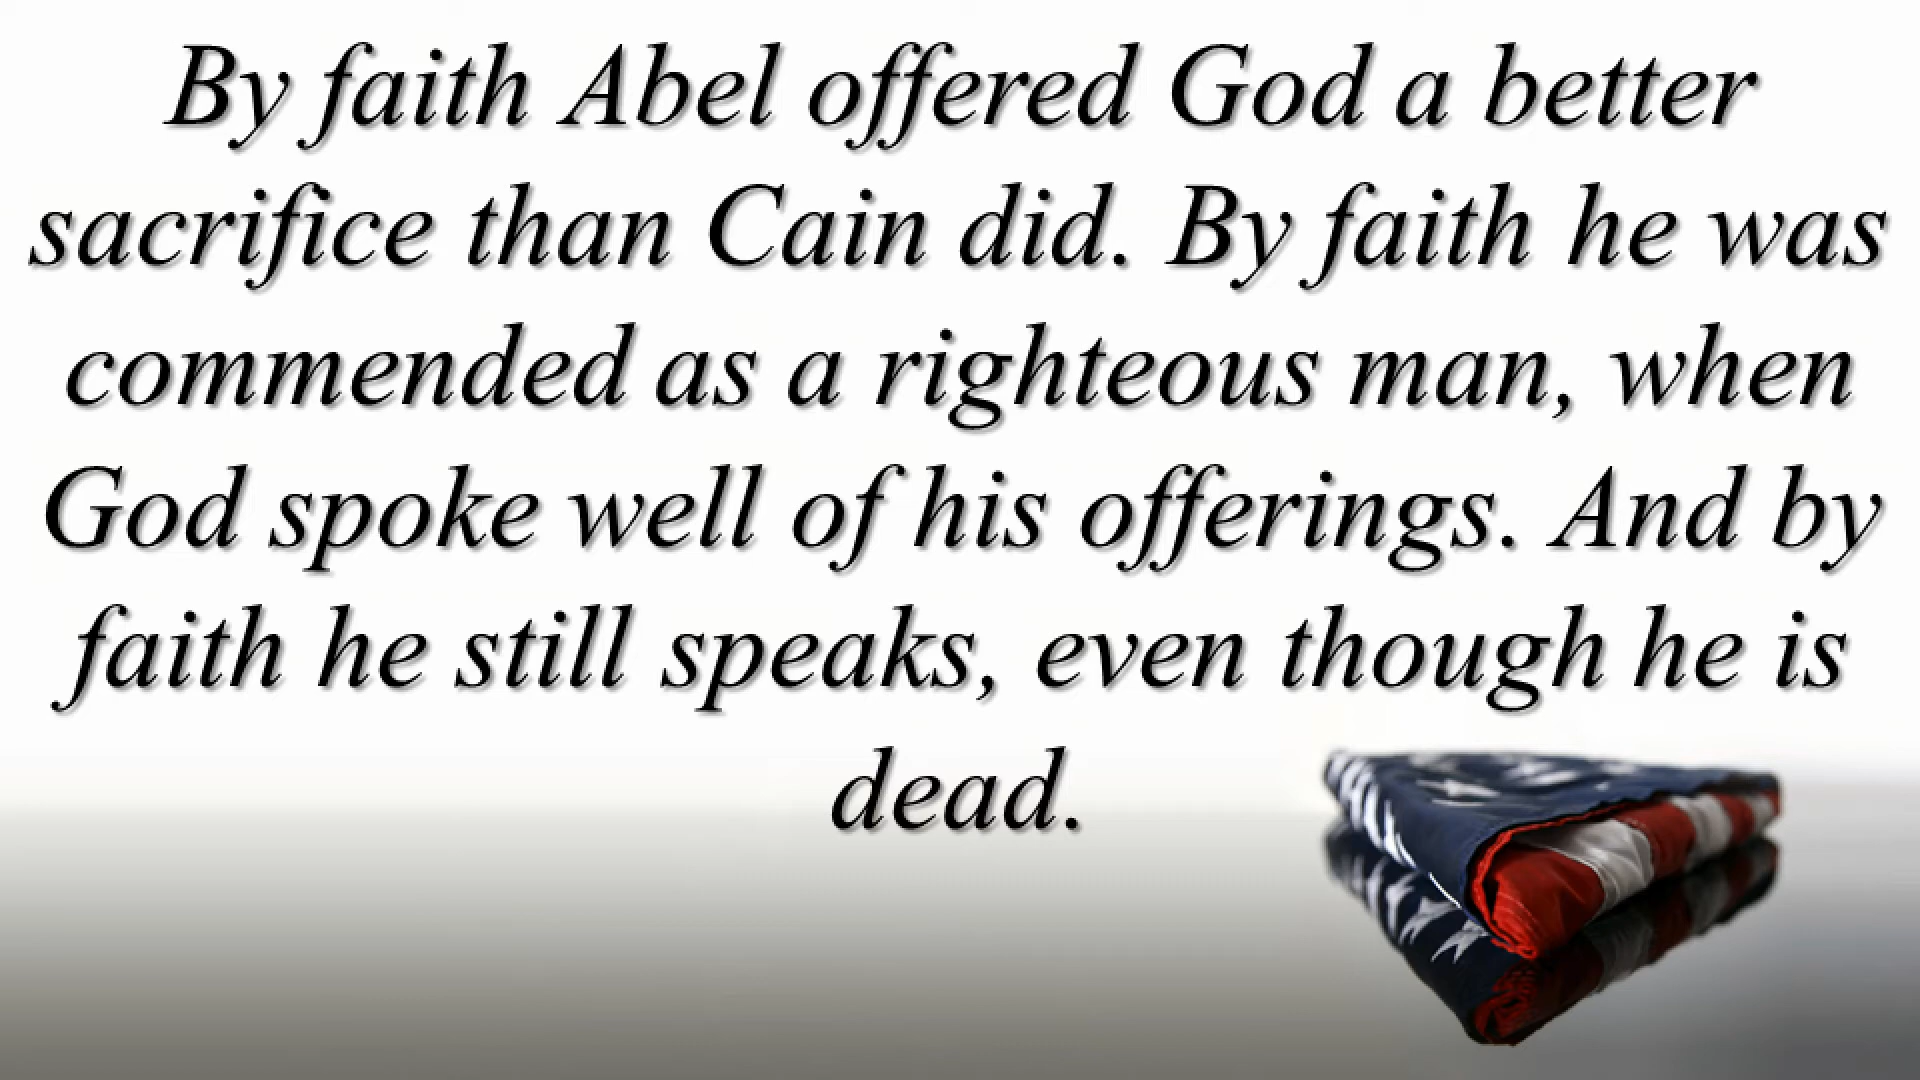 By faith Abel offered God a better
sacrifice than Cain did. By faith he was
commended as a righteous man, when
God spoke well of his offerings. And by
faith he still speaks, even though he is
dead.